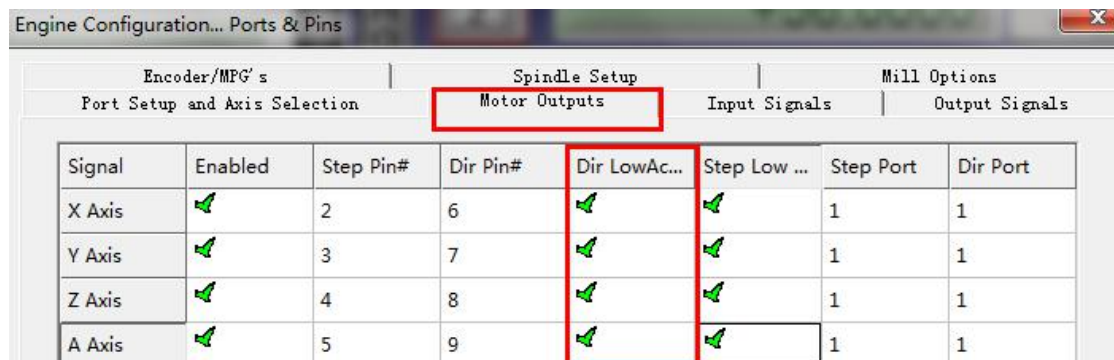 Engine Configuration... Ports & Pins
Encoder/MPG's Spindle Setup Mill Options
Port Setup and Axis Selection Motor Outputs Input Signals Output Signals
Signal Enabled Step Pin# Dir Pin# Dir LowAc... Step Low ... Step Port Dir Port
X Axis 2 6 1 1
Y Axis 3 7 1 1
Z Axis 4 8 1 1
A Axis 5 9 1 1